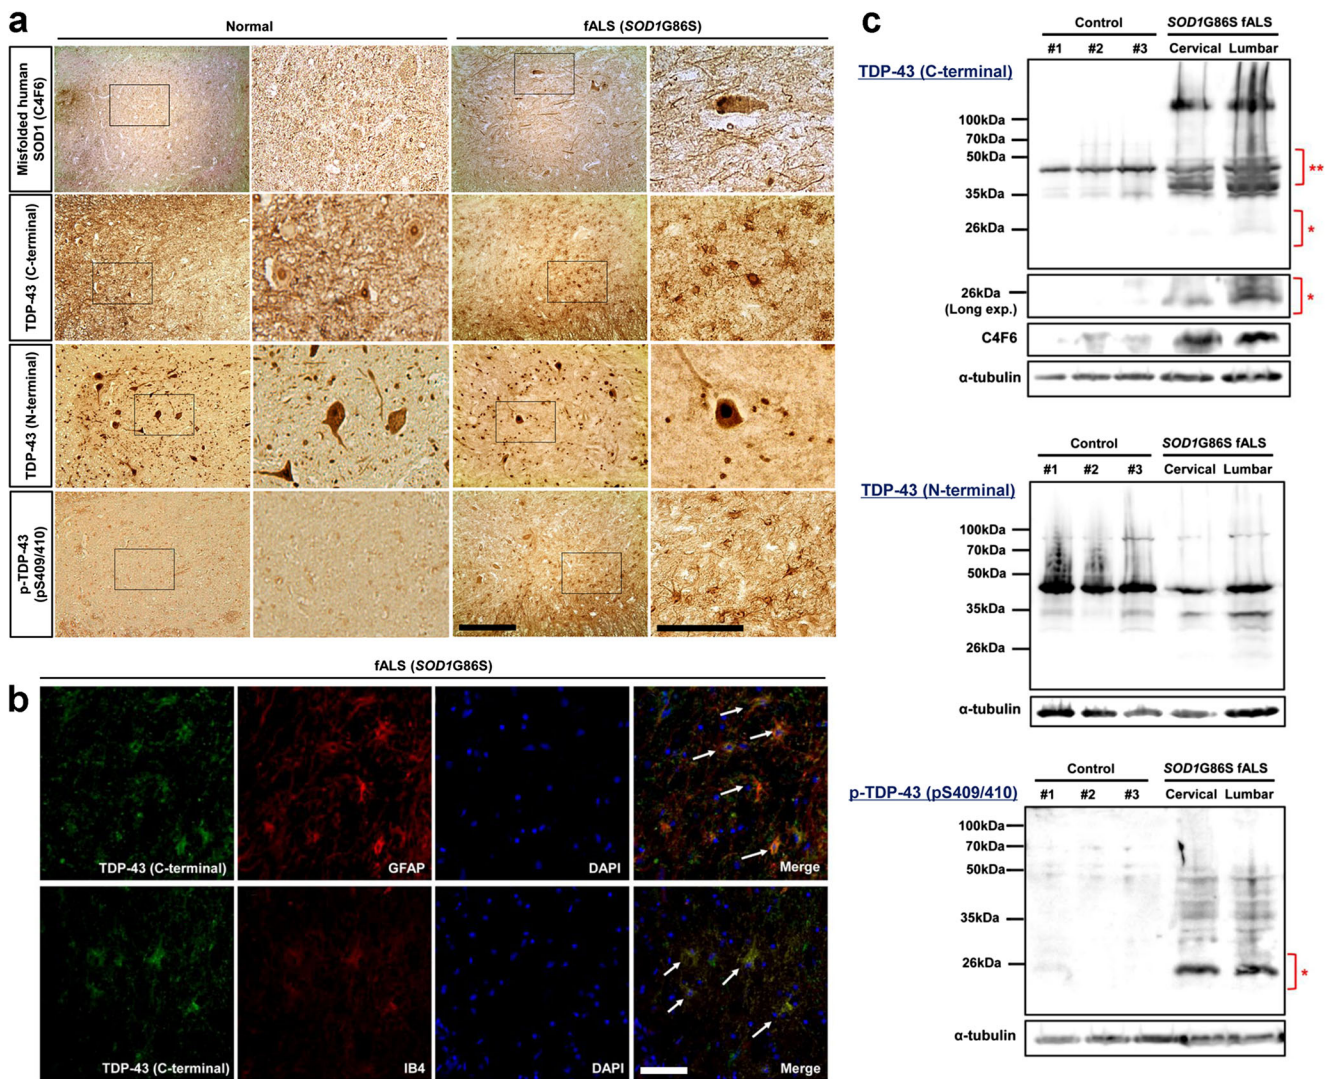 a
Normal
fALS (SOD1G86S)
Misfolded human
SOD1 (C4F6)
TDP-43 (C-terminal)
TDP-43 (N-terminal)
p-TDP-43
(pS409/410)
b
fALS (SOD1G86S)
TDP-43 (C-terminal)
GFAP
DAPI
Merge
TDP-43 (C-terminal)
IB4
DAPI
Merge
c
Control
SOD1G86S fALS
#1
#2
#3
Cervical
Lumbar
TDP-43 (C-terminal)
100kDa
70kDa
50kDa
**
35kDa
26kDa
*
26kDa
(Long exp.)
*
C4F6
α-tubulin
Control
SOD1G86S fALS
#1
#2
#3
Cervical
Lumbar
TDP-43 (N-terminal)
100kDa
70kDa
50kDa
35kDa
26kDa
α-tubulin
Control
SOD1G86S fALS
#1
#2
#3
Cervical
Lumbar
p-TDP-43 (pS409/410)
100kDa
70kDa
50kDa
35kDa
26kDa
*
α-tubulin